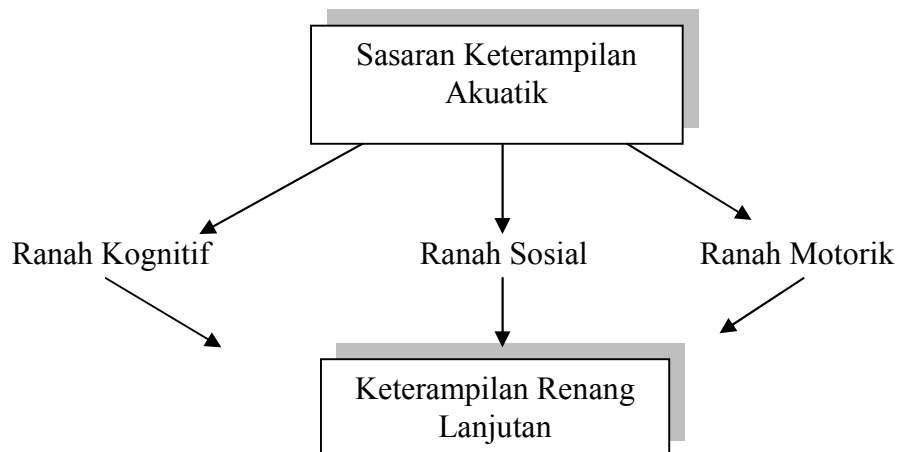 Sasaran Keterampilan
Akuatik
Ranah Kognitif
Ranah Sosial
Ranah Motorik
Keterampilan Renang
Lanjutan